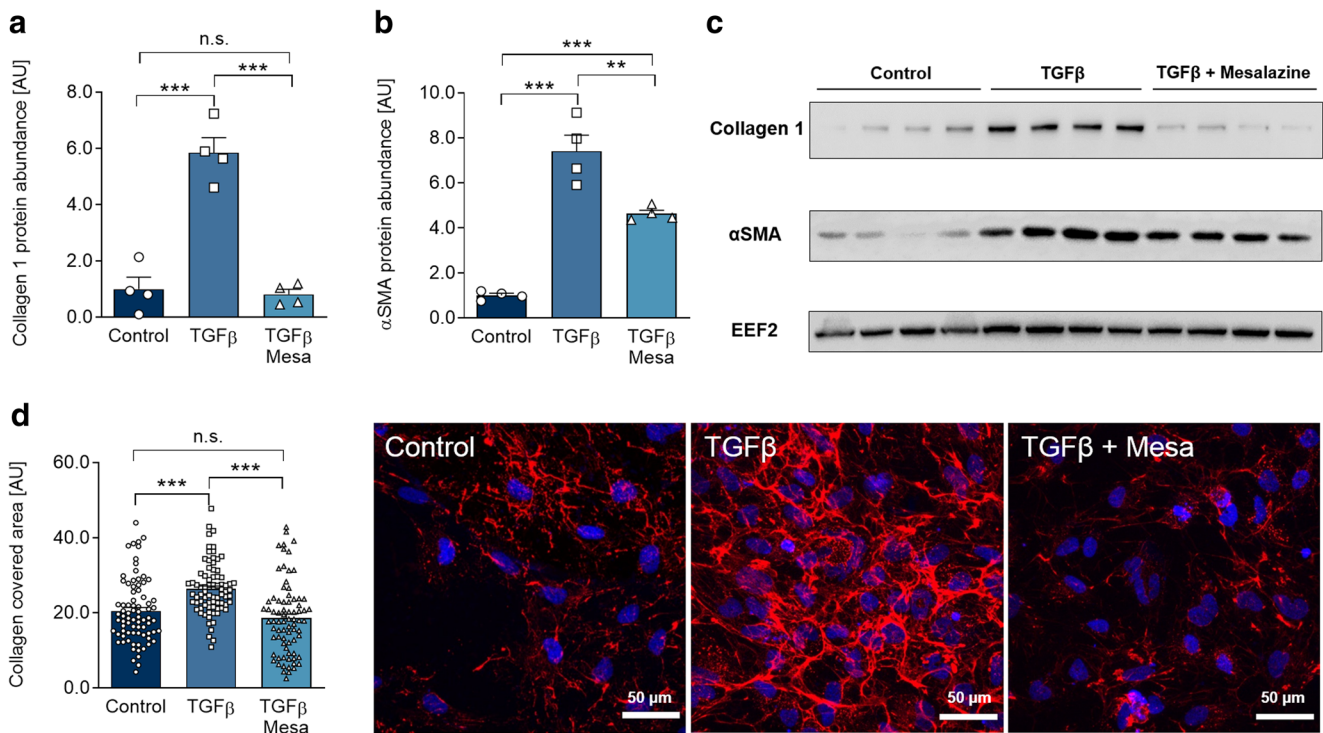 a
n.s.
***
***
Collagen 1 protein abundance [AU]
8.0
6.0
4.0
2.0
0.0
Control
TGFβ
TGFβ
Mesa
b
***
**
***
αSMA protein abundance [AU]
10.0
8.0
6.0
4.0
2.0
0.0
Control
TGFβ
TGFβ
Mesa
c
Control
TGFβ
TGFβ + Mesalazine
Collagen 1
αSMA
EEF2
d
n.s.
***
***
Collagen covered area [AU]
60.0
40.0
20.0
0.0
Control
TGFβ
TGFβ
Mesa
Control
50 µm
TGFβ
50 µm
TGFβ + Mesa
50 µm